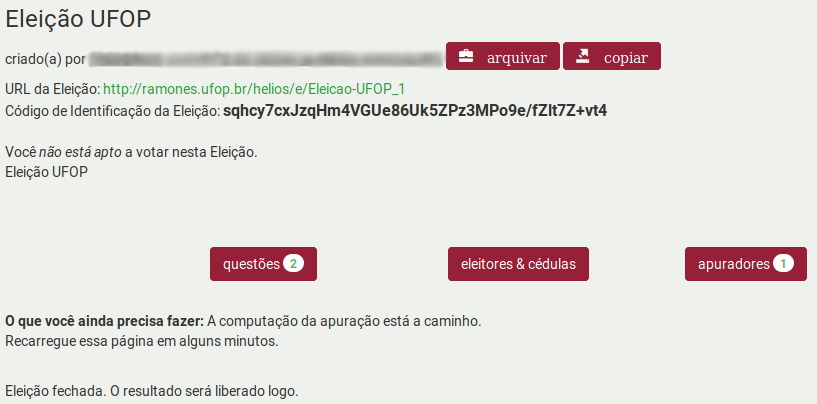 Eleição UFOP
criado(a) por arquivar copiar
URL da Eleição: http://ramones.ufop.br/helios/e/Eleicao-UFOP_1
Código de Identificação da Eleição: sqhcy7cxJzqHm4VGUe86Uk5ZPz3MPo9e/fZlt7Z+vt4
Você não está apto a votar nesta Eleição.
Eleição UFOP
questões 2 eleitores & cédulas apuradores 1
O que você ainda precisa fazer: A computação da apuração está a caminho.
Recarregue essa página em alguns minutos.
Eleição fechada. O resultado será liberado logo.